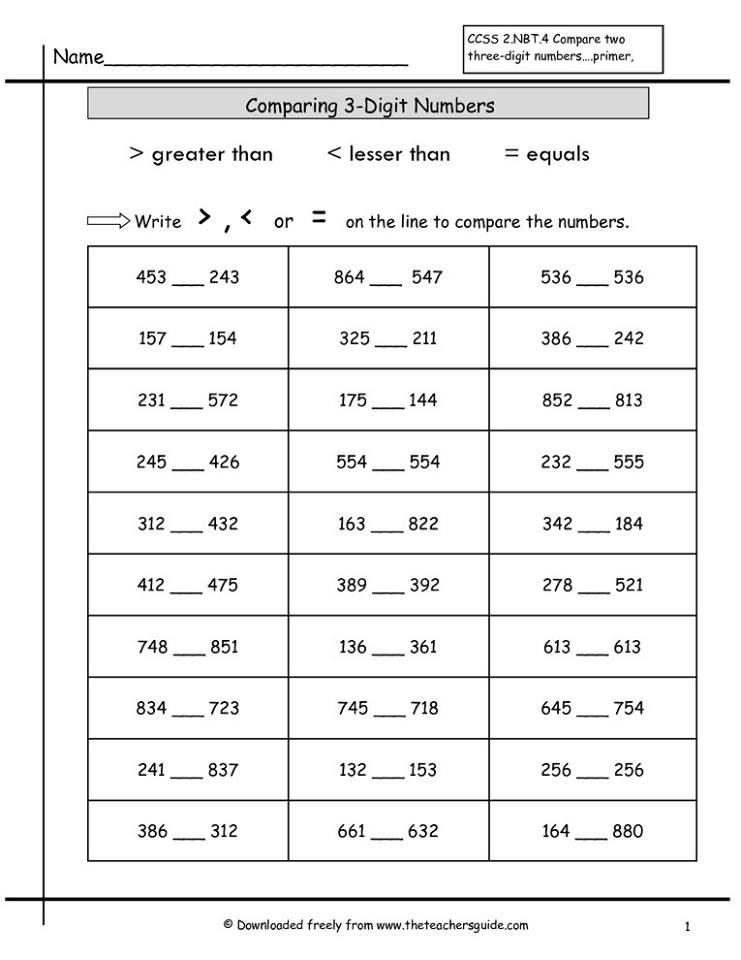 CCSS 2.NBT.4 Compare two
three-digit numbers....primer,
Name____________________________
Comparing 3-Digit Numbers
> greater than < lesser than = equals
Write > , < or = on the line to compare the numbers.
453 ___ 243 864 ___ 547 536 ___ 536
157 ___ 154 325 ___ 211 386 ___ 242
231 ___ 572 175 ___ 144 852 ___ 813
245 ___ 426 554 ___ 554 232 ___ 555
312 ___ 432 163 ___ 822 342 ___ 184
412 ___ 475 389 ___ 392 278 ___ 521
748 ___ 851 136 ___ 361 613 ___ 613
834 ___ 723 745 ___ 718 645 ___ 754
241 ___ 837 132 ___ 153 256 ___ 256
386 ___ 312 661 ___ 632 164 ___ 880
© Downloaded freely from www.theteachersguide.com 1